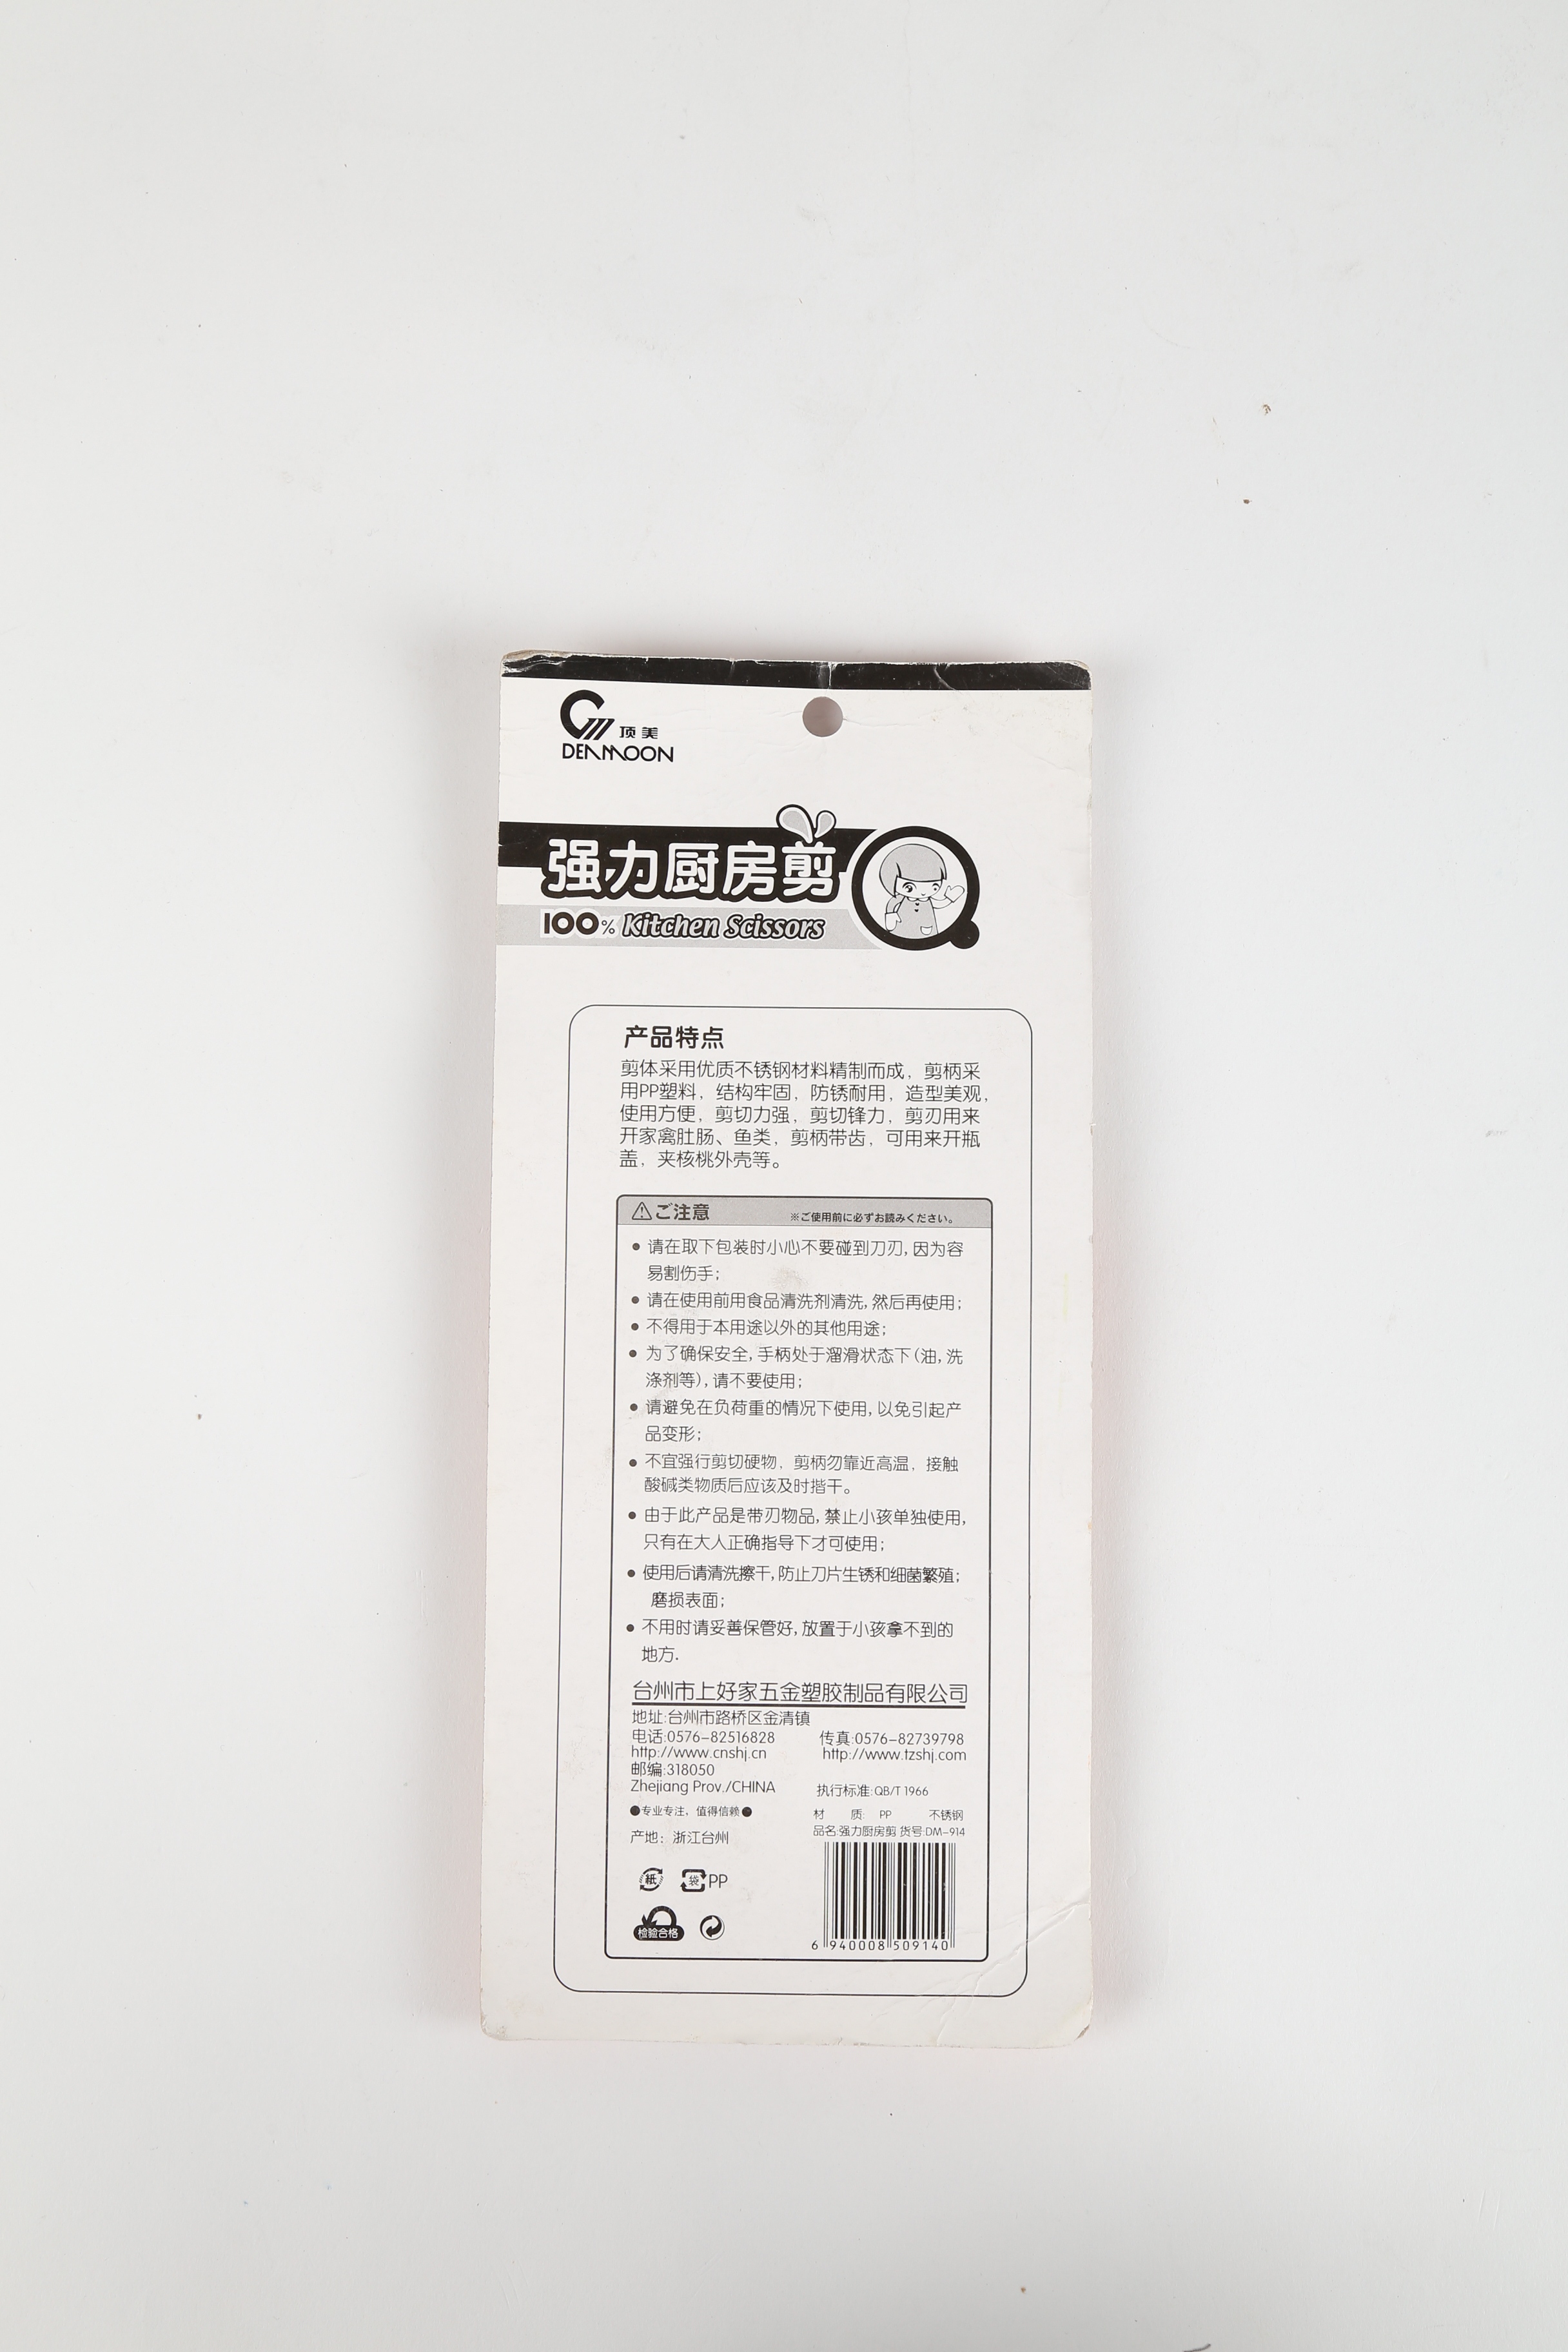 顶美
DENMOON
强力厨房剪
100% Kitchen Scissors
产品特点
剪体采用优质不锈钢材料精制而成，剪柄采
用PP塑料，结构牢固，防锈耐用，造型美观，
使用方便，剪切力强，剪切锋力，剪刃用来
开家禽肚肠、鱼类，剪柄带齿，可用来开瓶
盖，夹核桃外壳等。
ご注意 ※ご使用前に必ずお読みください。
● 请在取下包装时小心不要碰到刀刃,因为容
易割伤手;
● 请在使用前用食品清洗剂清洗,然后再使用;
● 不得用于本用途以外的其他用途;
● 为了确保安全,手柄处于溜滑状态下(油,洗
涤剂等),请不要使用;
● 请避免在负荷重的情况下使用,以免引起产
品变形;
● 不宜强行剪切硬物，剪柄勿靠近高温，接触
酸碱类物质后应该及时揩干。
● 由于此产品是带刃物品,禁止小孩单独使用,
只有在大人正确指导下才可使用;
● 使用后请清洗擦干,防止刀片生锈和细菌繁殖;
磨损表面;
● 不用时请妥善保管好,放置于小孩拿不到的
地方.
台州市上好家五金塑胶制品有限公司
地址:台州市路桥区金清镇
电话:0576-82516828 传真:0576-82739798
http://www.cnshj.cn http://www.tzshj.com
邮编:318050
Zhejiang Prov./CHINA 执行标准:QB/T 1966
●专业专注，值得信赖● 材 质: PP 不锈钢
品名:强力厨房剪 货号:DM-914
产地：浙江台州
紙 袋 PP
检验合格
6 940008 509140